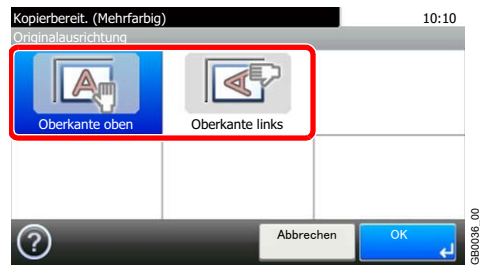 Kopierbereit. (Mehrfarbig) 10:10
Originalausrichtung
Oberkante oben Oberkante links
Abbrechen OK
GB0036_00